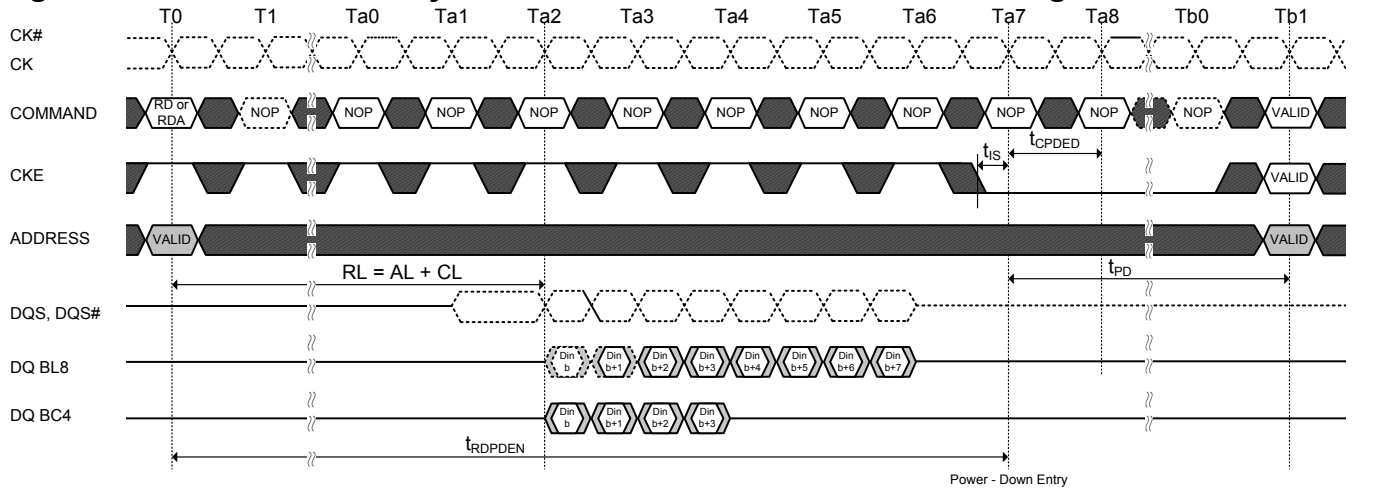 T0 T1 Ta0 Ta1 Ta2 Ta3 Ta4 Ta5 Ta6 Ta7 Ta8 Tb0 Tb1
CK#
CK
COMMAND RD or RDA NOP NOP NOP NOP NOP NOP NOP NOP NOP NOP NOP VALID
tIS tCPDED
CKE VALID
ADDRESS VALID VALID
RL = AL + CL tPD
DQS, DQS#
DQ BL8 Din b Din b+1 Din b+2 Din b+3 Din b+4 Din b+5 Din b+6 Din b+7
DQ BC4 Din b Din b+1 Din b+2 Din b+3
tRDPDEN
Power - Down Entry